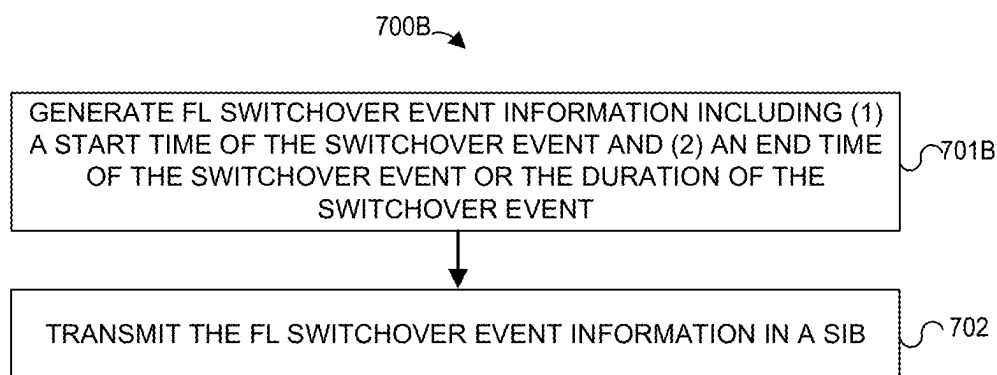 700B
GENERATE FL SWITCHOVER EVENT INFORMATION INCLUDING (1)
A START TIME OF THE SWITCHOVER EVENT AND (2) AN END TIME
OF THE SWITCHOVER EVENT OR THE DURATION OF THE
SWITCHOVER EVENT
701B
TRANSMIT THE FL SWITCHOVER EVENT INFORMATION IN A SIB
702